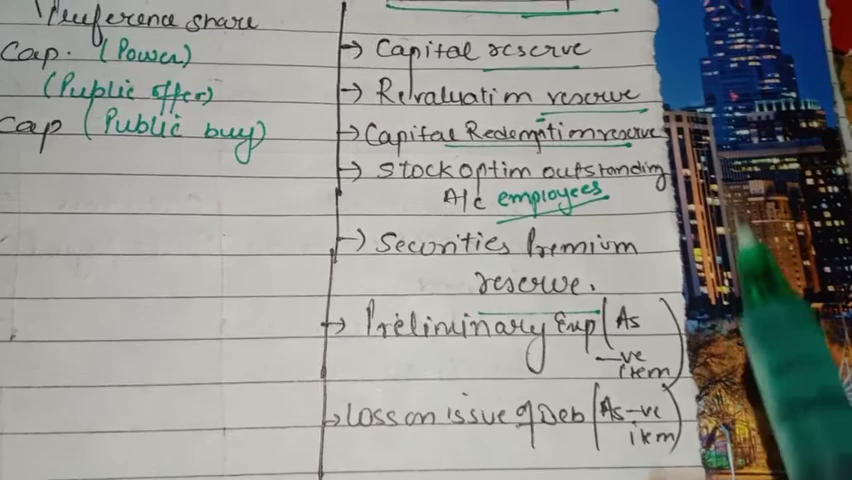 Preference share
Cap. (Power)
(Public offer)
Cap (Public buy)
→ Capital reserve
→ Revaluation reserve
→ Capital Redemption reserve
→ Stock option outstanding
A/c employees
→ Securities Premium
reserve.
→ Preliminary Exp (As
-ve
item)
→ Loss on issue of Deb (As -ve
item)